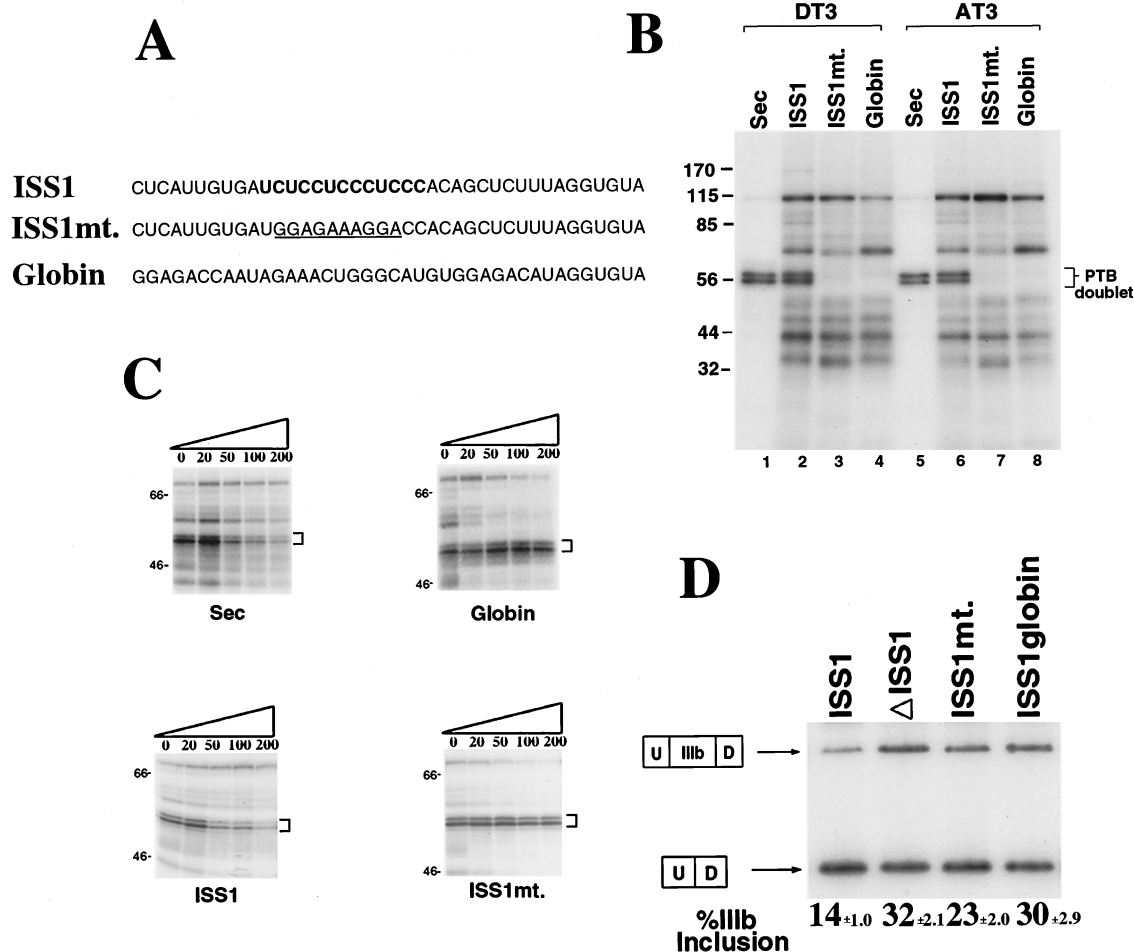 A
ISS1 CUCAUUGUGAUCUCCUCCCUCCCACAGCUCUUUAGGUGUA
ISS1mt. CUCAUUGUGAUGGAGAAAGGACCACAGCUCUUUAGGUGUA
Globin GGAGACCAAUAGAAACUGGGCAUGUGGAGACAUAGGUGUA
B
DT3 AT3
Sec ISS1 ISS1mt. Globin Sec ISS1 ISS1mt. Globin
170
115
85
56
44
32
PTB
doublet
1 2 3 4 5 6 7 8
C
0 20 50 100 200
66-
46-
Sec
0 20 50 100 200
66-
46-
Globin
0 20 50 100 200
66-
46-
ISS1
0 20 50 100 200
66-
46-
ISS1mt.
D
ISS1 △ISS1 ISS1mt. ISS1globin
U IIIb D
U D
%IIIb
Inclusion
14±1.0 32±2.1 23±2.0 30±2.9